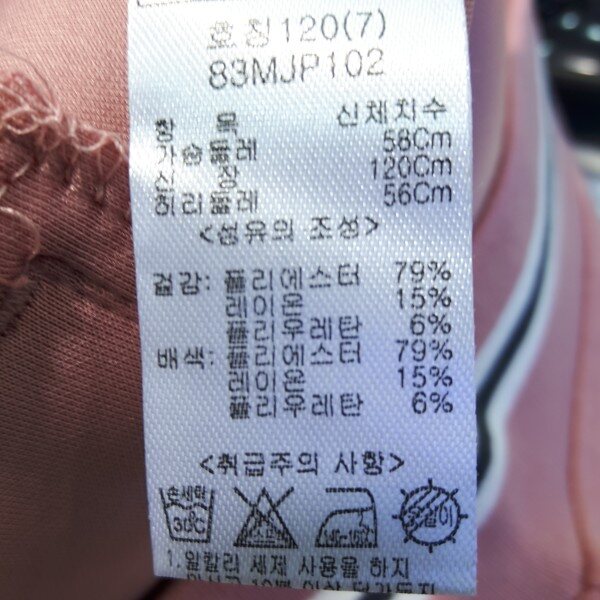 호칭120(7)
83MJP102
항 목 신체치수
가슴둘레 58Cm
신 장 120Cm
허리둘레 56Cm
<섬유의 조성>
겉감: 폴리에스터 79%
레이온 15%
폴리우레탄 6%
배색: 폴리에스터 79%
레이온 15%
폴리우레탄 6%
<취급주의 사항>
손세탁
30℃
1.알칼리 세제 사용을 하지